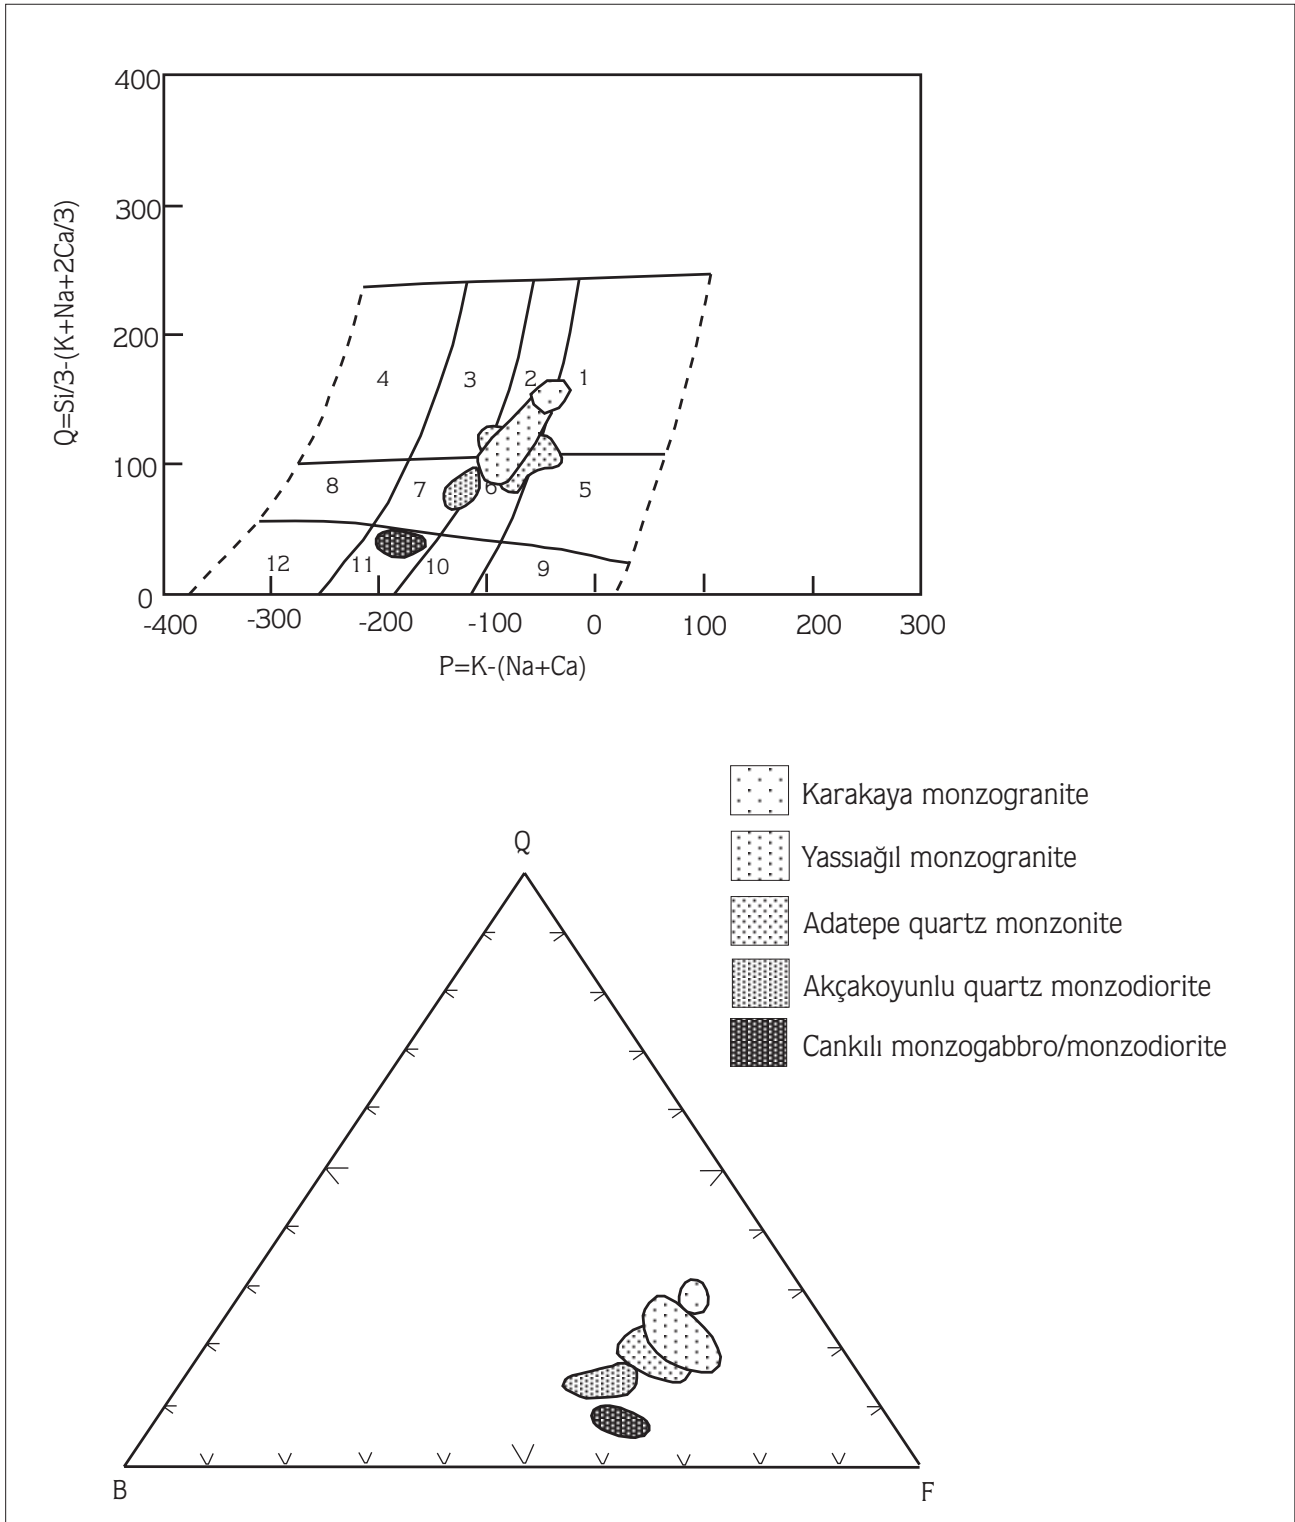 400
300
200
100
0
Q=Si/3-(K+Na+2Ca/3)
4
3
2
1
8
7
6
5
12
11
10
9
-400
-300
-200
-100
0
100
200
300
P=K-(Na+Ca)
Karakaya monzogranite
Yassıağıl monzogranite
Adatepe quartz monzonite
Akçakoyunlu quartz monzodiorite
Cankılı monzogabbro/monzodiorite
Q
B
F